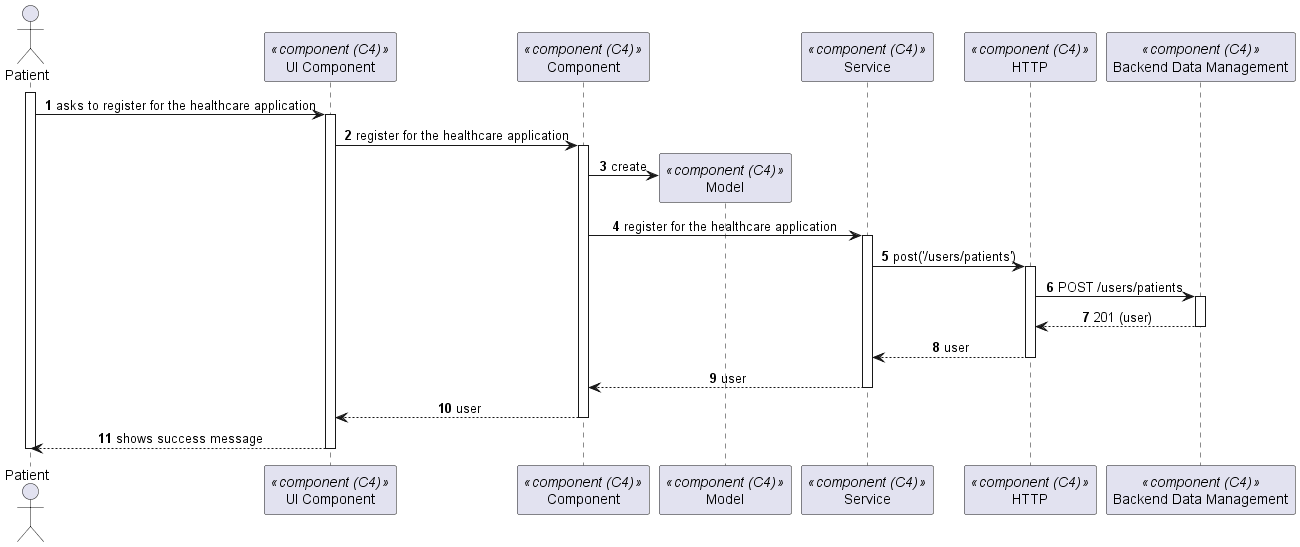 Patient
«component (C4)»
UI Component
«component (C4)»
Component
«component (C4)»
Service
«component (C4)»
HTTP
«component (C4)»
Backend Data Management
1 asks to register for the healthcare application
2 register for the healthcare application
3 create
«component (C4)»
Model
4 register for the healthcare application
5 post('/users/patients')
6 POST /users/patients
7 201 (user)
8 user
9 user
10 user
11 shows success message
Patient
«component (C4)»
UI Component
«component (C4)»
Component
«component (C4)»
Model
«component (C4)»
Service
«component (C4)»
HTTP
«component (C4)»
Backend Data Management